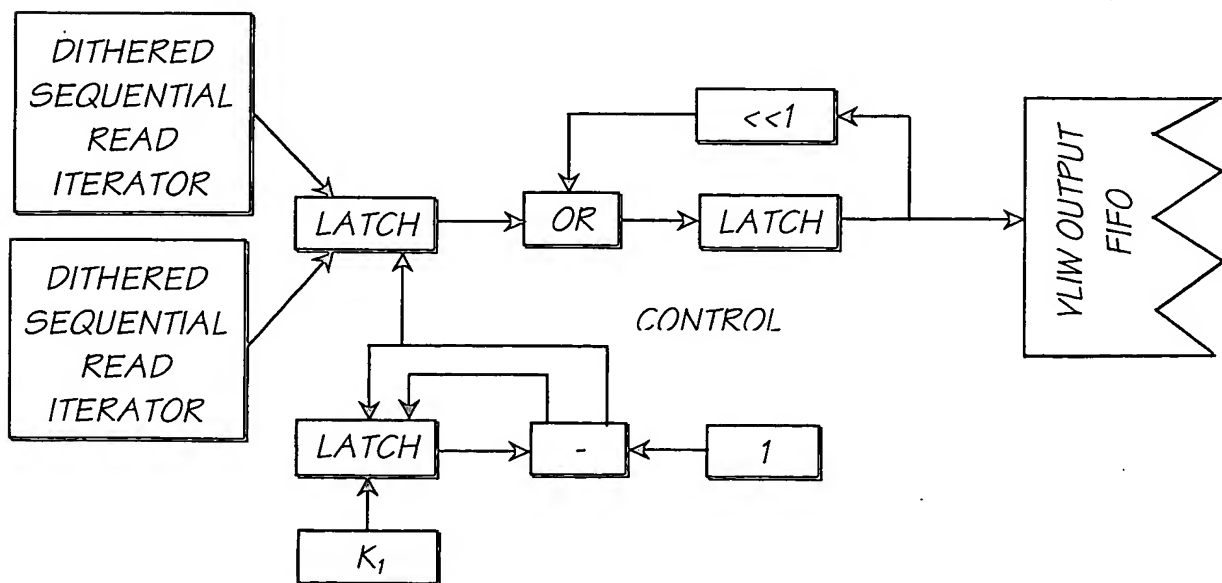 DITHERED
SEQUENTIAL
READ
ITERATOR
DITHERED
SEQUENTIAL
READ
ITERATOR
LATCH
OR
<<1
LATCH
VLIW OUTPUT
FIFO
CONTROL
LATCH
-
1
K₁